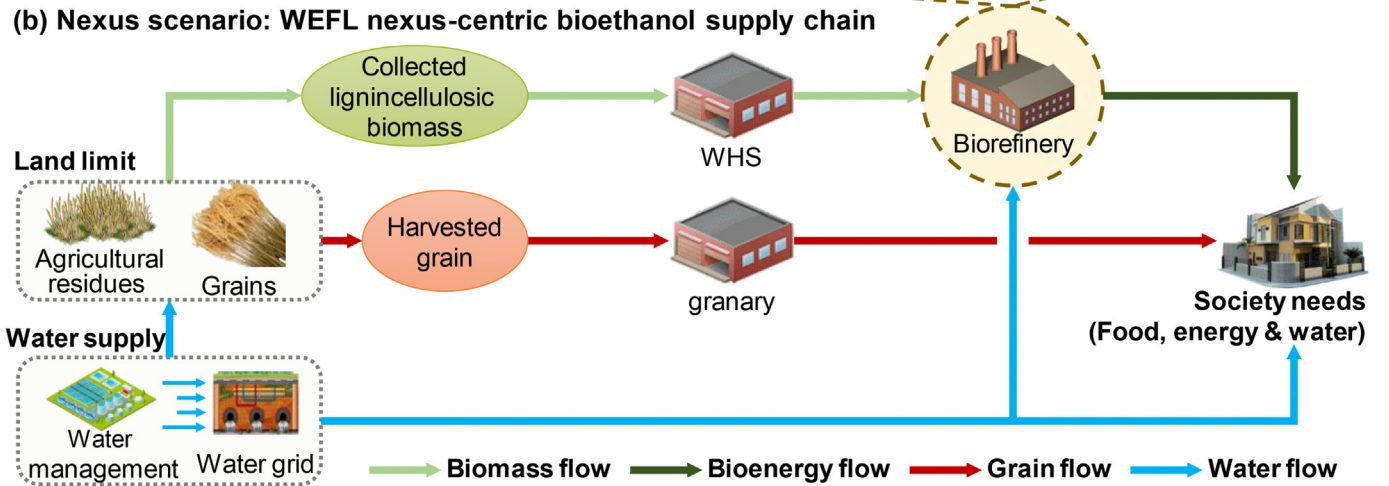 (b) Nexus scenario: WEFL nexus-centric bioethanol supply chain
Collected
lignincellulosic
biomass
WHS
Biorefinery
Land limit
Agricultural
residues
Grains
Harvested
grain
granary
Society needs
(Food, energy & water)
Water supply
Water
management
Water grid
Biomass flow
Bioenergy flow
Grain flow
Water flow